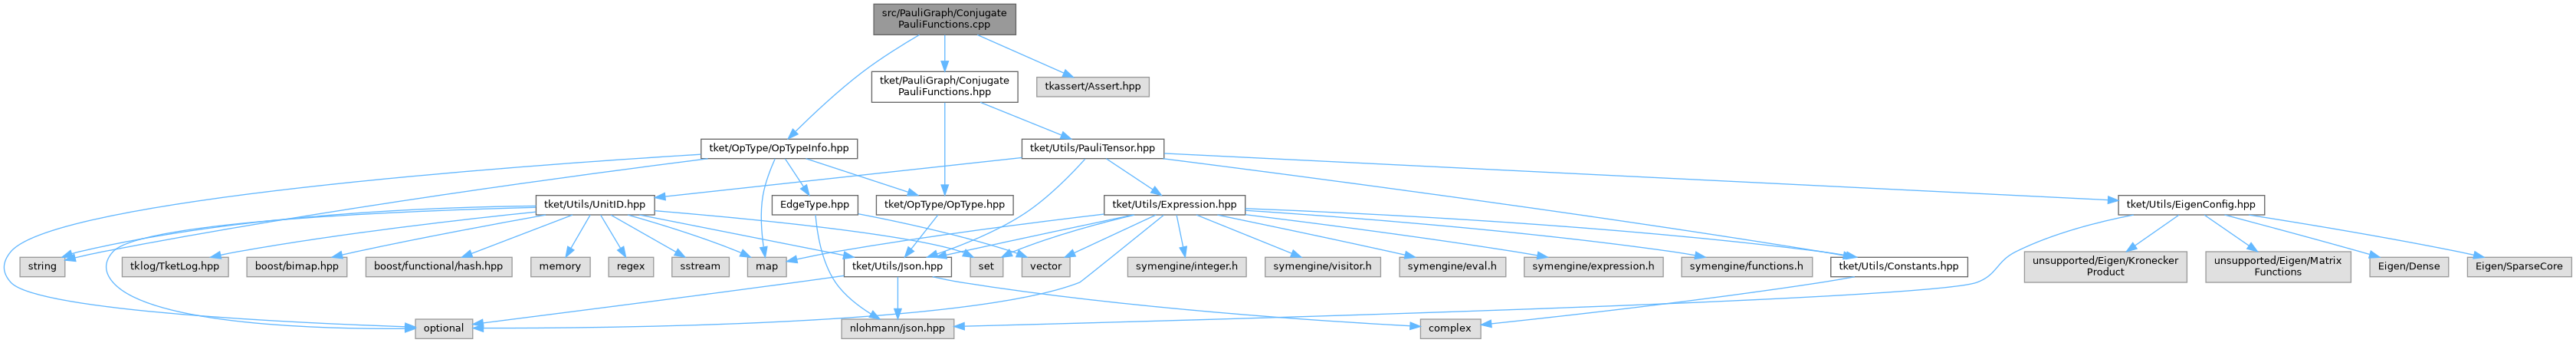 src/PauliGraph/Conjugate
PauliFunctions.cpp
tket/PauliGraph/Conjugate
PauliFunctions.hpp
tkassert/Assert.hpp
tket/OpType/OpTypeInfo.hpp
tket/Utils/PauliTensor.hpp
tket/Utils/UnitID.hpp
EdgeType.hpp
tket/OpType/OpType.hpp
tket/Utils/Expression.hpp
tket/Utils/EigenConfig.hpp
string
tklog/TketLog.hpp
boost/bimap.hpp
boost/functional/hash.hpp
memory
regex
sstream
map
tket/Utils/Json.hpp
set
vector
symengine/integer.h
symengine/visitor.h
symengine/eval.h
symengine/expression.h
symengine/functions.h
tket/Utils/Constants.hpp
unsupported/Eigen/Kronecker
Product
unsupported/Eigen/Matrix
Functions
Eigen/Dense
Eigen/SparseCore
optional
nlohmann/json.hpp
complex